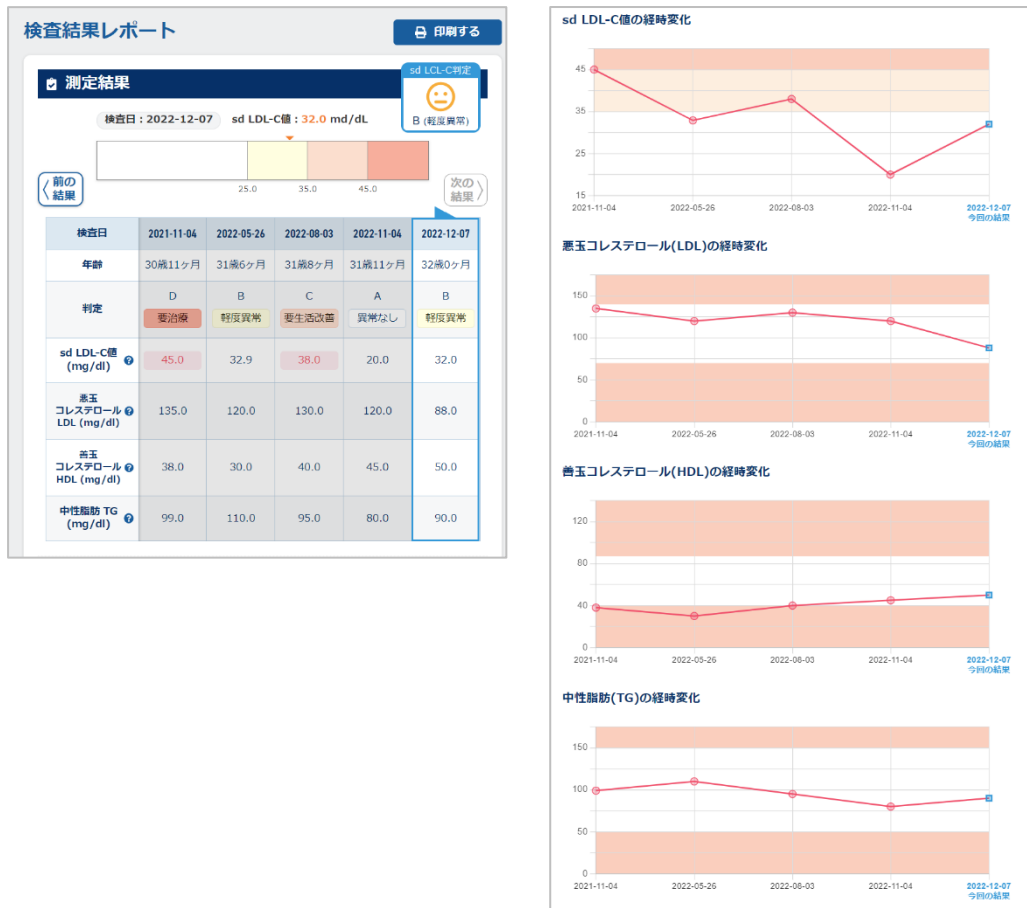 検査結果レポート
印刷する
測定結果
sd LCL-C判定
B (軽度異常)
検査日：2022-12-07
sd LDL-C値：32.0 md/dL
前の
結果
25.0 35.0 45.0
次の
結果
検査日 2021-11-04 2022-05-26 2022-08-03 2022-11-04 2022-12-07
年齢 30歳11ヶ月 31歳6ヶ月 31歳8ヶ月 31歳11ヶ月 32歳0ヶ月
判定
D B C A B
要治療 軽度異常 要生活改善 異常なし 軽度異常
sd LDL-C値
(mg/dl)
45.0 32.9 38.0 20.0 32.0
悪玉
コレステロール
LDL (mg/dl)
135.0 120.0 130.0 120.0 88.0
善玉
コレステロール
HDL (mg/dl)
38.0 30.0 40.0 45.0 50.0
中性脂肪 TG
(mg/dl)
99.0 110.0 95.0 80.0 90.0
sd LDL-C値の経時変化
45
35
25
15
2021-11-04 2022-05-26 2022-08-03 2022-11-04 2022-12-07
今回の結果
悪玉コレステロール(LDL)の経時変化
150
100
50
0
2021-11-04 2022-05-26 2022-08-03 2022-11-04 2022-12-07
今回の結果
善玉コレステロール(HDL)の経時変化
120
80
40
0
2021-11-04 2022-05-26 2022-08-03 2022-11-04 2022-12-07
今回の結果
中性脂肪(TG)の経時変化
150
100
50
0
2021-11-04 2022-05-26 2022-08-03 2022-11-04 2022-12-07
今回の結果